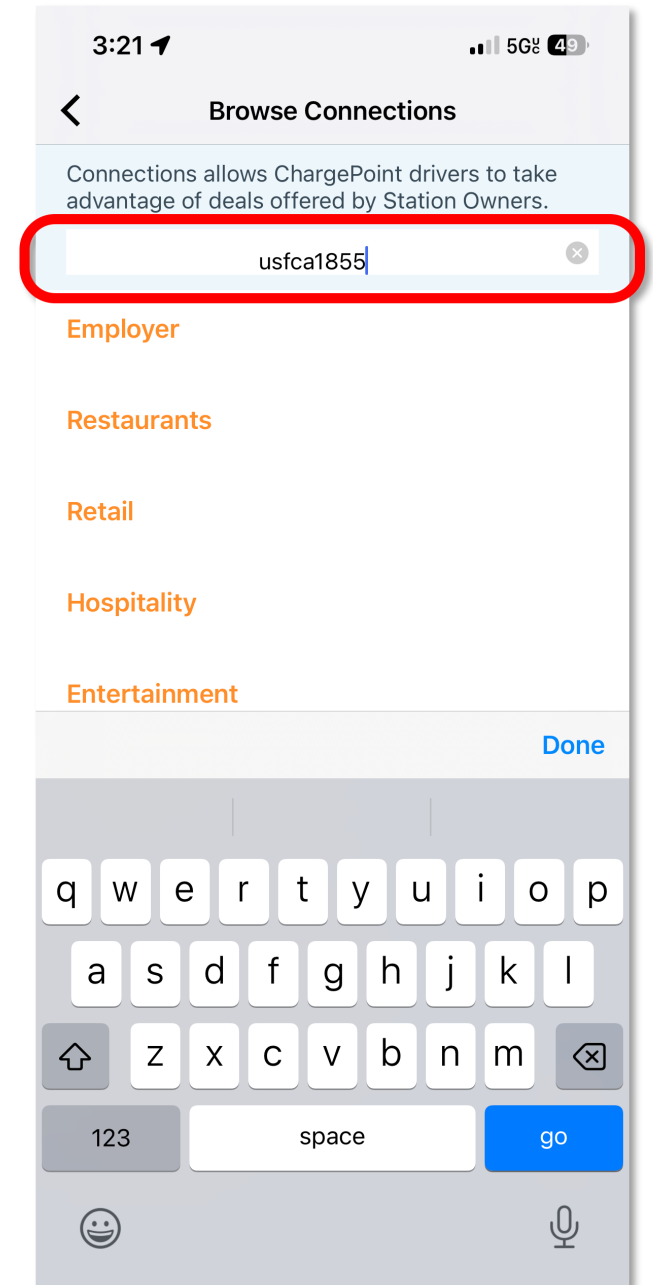 3:21 5GUC 49
Browse Connections
Connections allows ChargePoint drivers to take
advantage of deals offered by Station Owners.
usfca1855
Employer
Restaurants
Retail
Hospitality
Entertainment
Done
q w e r t y u i o p
a s d f g h j k l
z x c v b n m
123 space go